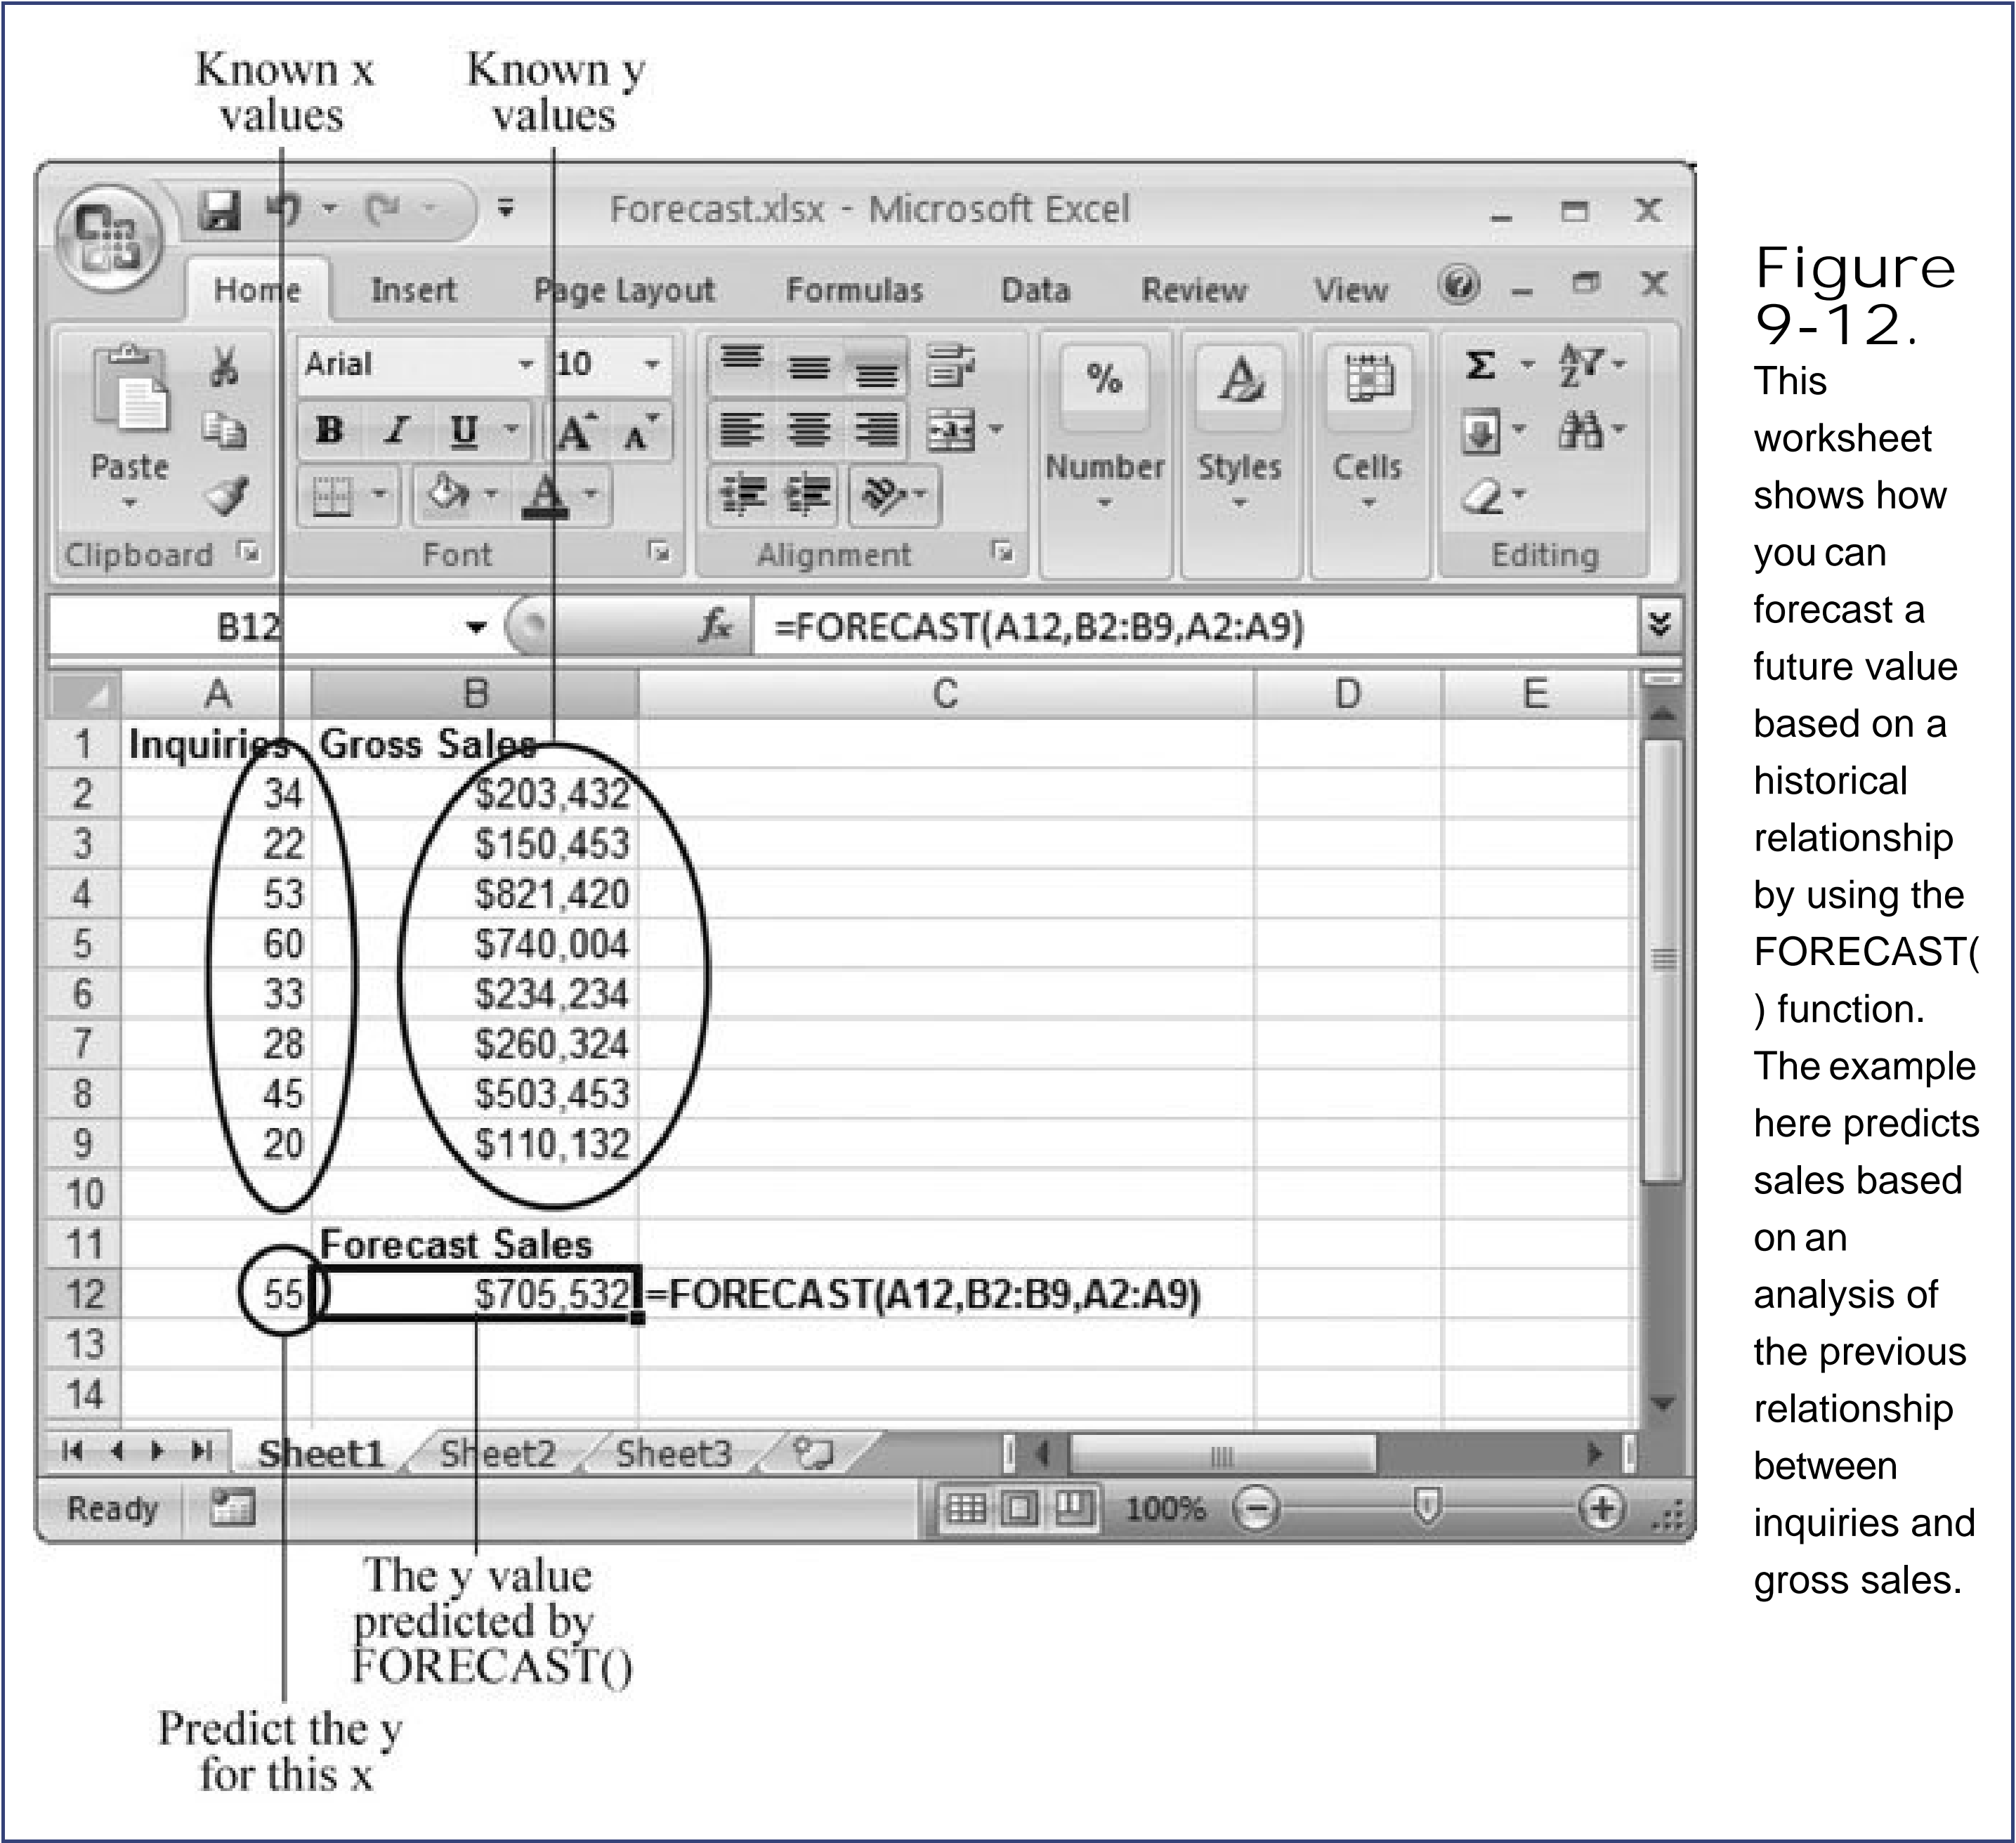 Known x
values
Known y
values
Forecast.xlsx - Microsoft Excel
Home Insert Page Layout Formulas Data Review View
Arial 10
B I U A A
Paste
%
Number
Styles
Cells
Σ
A
Z
Clipboard Font Alignment Editing
B12 fx =FORECAST(A12,B2:B9,A2:A9)
A B C D E
1 Inquiries Gross Sales
2 34 $203,432
3 22 $150,453
4 53 $821,420
5 60 $740,004
6 33 $234,234
7 28 $260,324
8 45 $503,453
9 20 $110,132
10
11 Forecast Sales
12 55 $705,532 =FORECAST(A12,B2:B9,A2:A9)
13
14
Sheet1 Sheet2 Sheet3
Ready 100%
The y value
predicted by
FORECAST()
Predict the y
for this x
Figure
9-12.
This
worksheet
shows how
you can
forecast a
future value
based on a
historical
relationship
by using the
FORECAST(
) function.
The example
here predicts
sales based
on an
analysis of
the previous
relationship
between
inquiries and
gross sales.